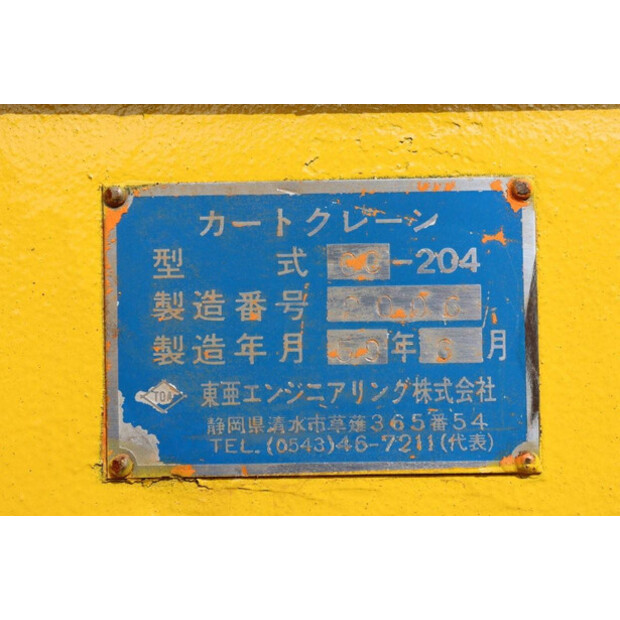 カートクレーン
型式 CC-204
製造番号
製造年月 年 月
TOA 東亜エンジニアリング株式会社
静岡県清水市草薙365番54
TEL.(0543)46-7211(代表)